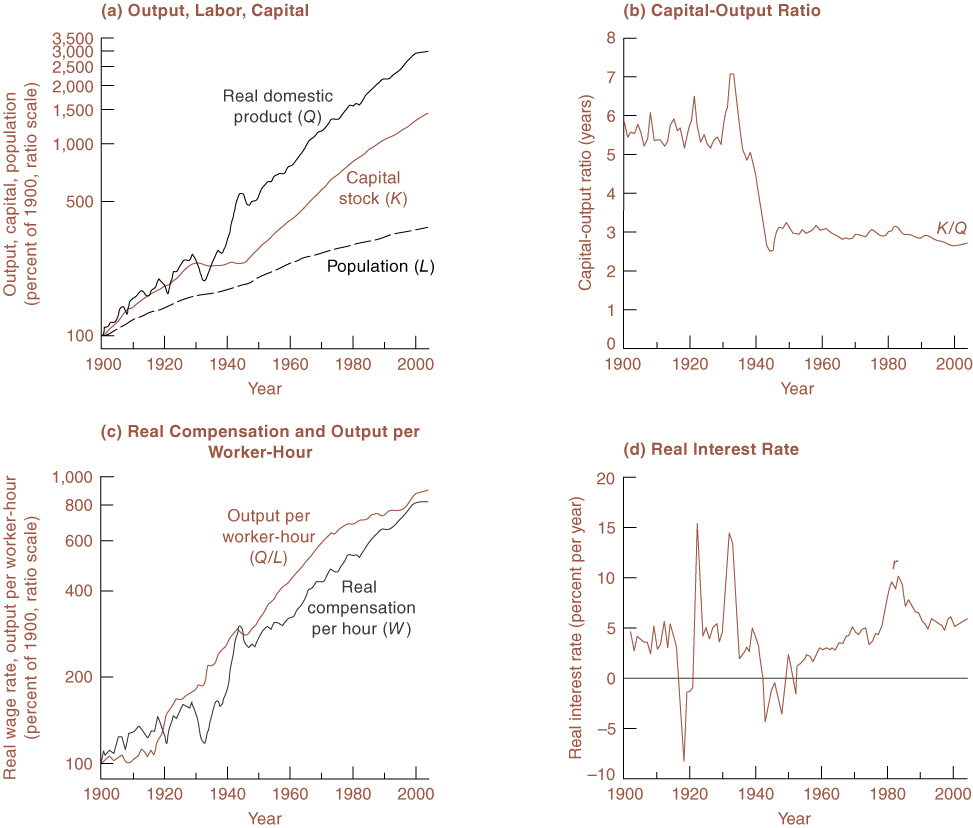 (a) Output, Labor, Capital
Output, capital, population
(percent of 1900, ratio scale)
3,500
3,000
2,500
2,000
1,500
1,000
500
100
Real domestic
product (Q)
Capital
stock (K)
Population (L)
1900 1920 1940 1960 1980 2000
Year
(b) Capital-Output Ratio
Capital-output ratio (years)
8
7
6
5
4
3
2
1
0
K/Q
1900 1920 1940 1960 1980 2000
Year
(c) Real Compensation and Output per
Worker-Hour
Real wage rate, output per worker-hour
(percent of 1900, ratio scale)
1,000
800
600
400
200
100
Output per
worker-hour
(Q/L)
Real
compensation
per hour (W)
1900 1920 1940 1960 1980 2000
Year
(d) Real Interest Rate
Real interest rate (percent per year)
20
15
10
5
0
−5
−10
r
1900 1920 1940 1960 1980 2000
Year